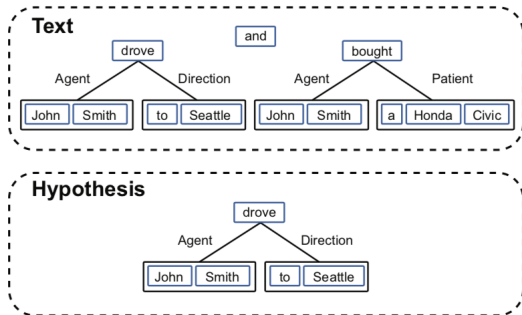 Text
and
drove bought
Agent Direction Agent Patient
John Smith to Seattle John Smith a Honda Civic
Hypothesis
drove
Agent Direction
John Smith to Seattle